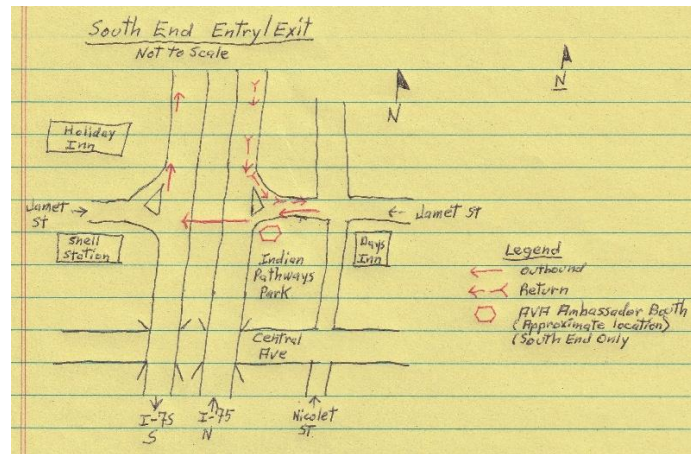 South End Entry/Exit
Not to Scale
N
N
Holiday
Inn
Jamet
St
Jamet St
Shell
Station
Indian
Pathways
Park
Days
Inn
Legend
Outbound
Return
AVA Ambassador Booth
(Approximate location)
(South End Only
Central
Ave
I-75
S
I-75
N
Nicolet
ST.